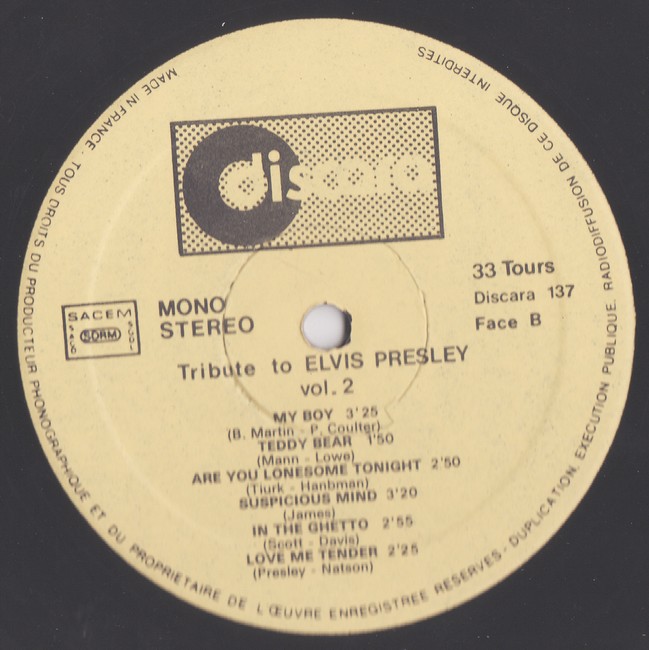 MADE IN FRANCE. TOUS DROITS DU PRODUCTEUR PHONOGRAPHIQUE ET DU PROPRIETAIRE DE L'ŒUVRE ENREGISTREE RESERVES - DUPLICATION, EXECUTION PUBLIQUE, RADIODIFFUSION DE CE DISQUE INTERDITES
discara
33 Tours
Discara 137
Face B
SACEM
SACD
SDRM
SGDL
MONO
STEREO
Tribute to ELVIS PRESLEY
vol. 2
MY BOY 3'25
(B. Martin - P. Coulter)
TEDDY BEAR 1'50
(Mann - Lowe)
ARE YOU LONESOME TONIGHT 2'50
(Tiurk - Hanbman)
SUSPICIOUS MIND 3'20
(James)
IN THE GHETTO 2'55
(Scott - Davis)
LOVE ME TENDER 2'25
(Presley - Natson)